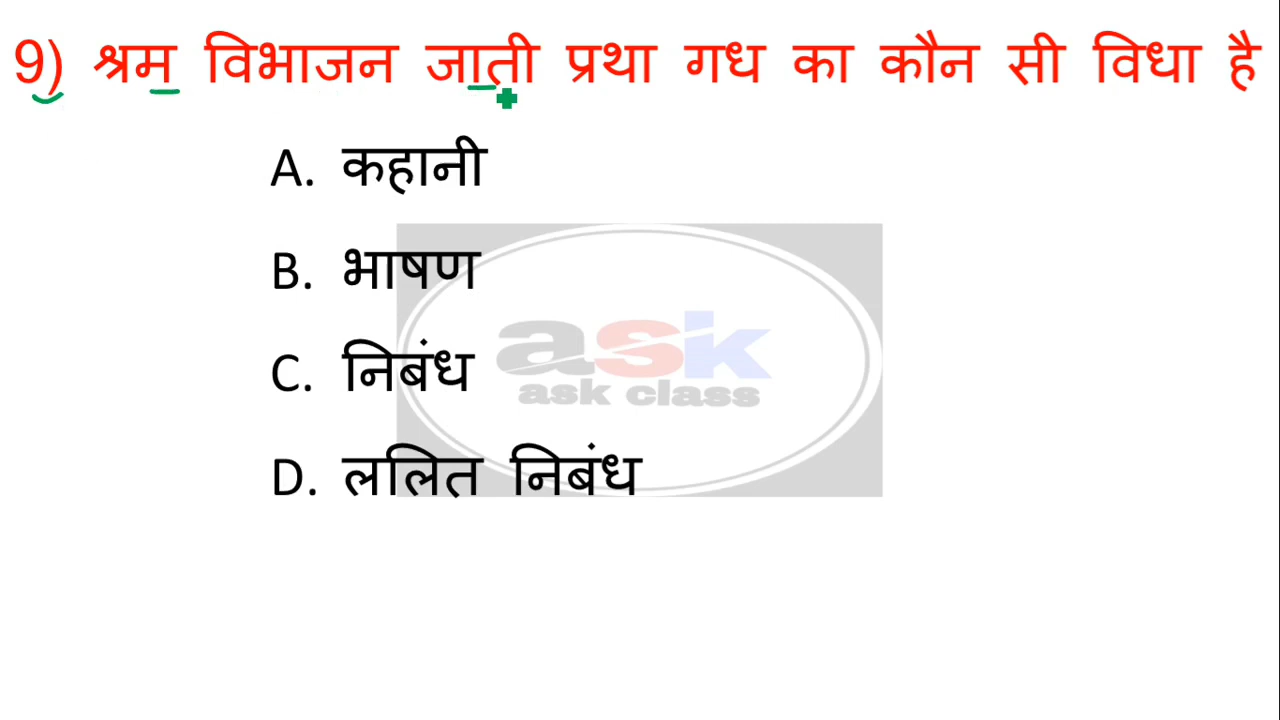 9) श्रम विभाजन जाती प्रथा गध का कौन सी विधा है
A. कहानी
B. भाषण
ask
C. निबंध
ask class
D. ललित निबंध